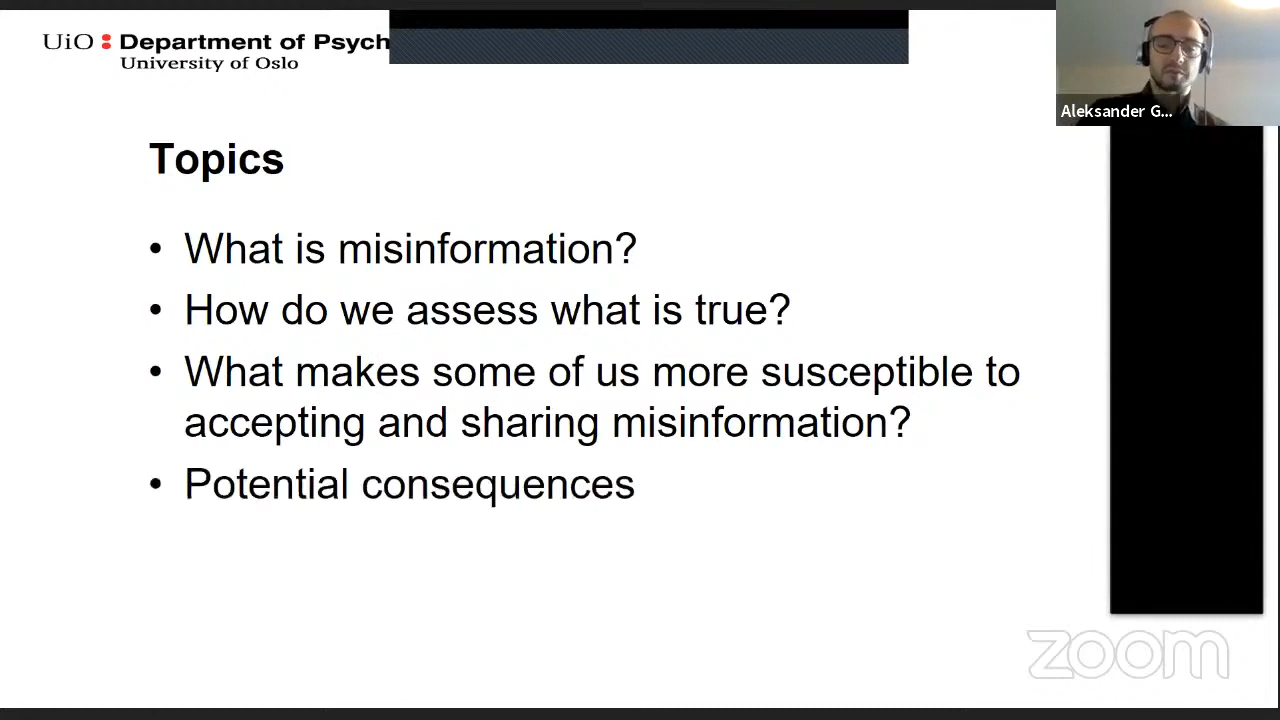 UiO : Department of Psych
University of Oslo
Aleksander G...
Topics
• What is misinformation?
• How do we assess what is true?
• What makes some of us more susceptible to
accepting and sharing misinformation?
• Potential consequences
zoom